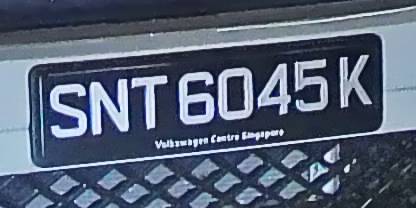 SNT 6045 K
Volkswagen Centre Singapore